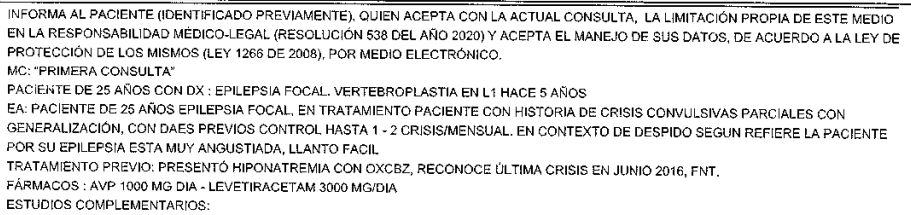 INFORMA AL PACIENTE (IDENTIFICADO PREVIAMENTE), QUIEN ACEPTA CON LA ACTUAL CONSULTA, LA LIMITACIÓN PROPIA DE ESTE MEDIO
EN LA RESPONSABILIDAD MÉDICO-LEGAL (RESOLUCIÓN 538 DEL AÑO 2020) Y ACEPTA EL MANEJO DE SUS DATOS, DE ACUERDO A LA LEY DE
PROTECCIÓN DE LOS MISMOS (LEY 1266 DE 2008), POR MEDIO ELECTRÓNICO.
MC: "PRIMERA CONSULTA"
PACIENTE DE 25 AÑOS CON DX : EPILEPSIA FOCAL. VERTEBROPLASTIA EN L1 HACE 5 AÑOS
EA: PACIENTE DE 25 AÑOS EPILEPSIA FOCAL, EN TRATAMIENTO PACIENTE CON HISTORIA DE CRISIS CONVULSIVAS PARCIALES CON
GENERALIZACIÓN, CON DAES PREVIOS CONTROL HASTA 1 - 2 CRISIS/MENSUAL. EN CONTEXTO DE DESPIDO SEGUN REFIERE LA PACIENTE
POR SU EPILEPSIA ESTA MUY ANGUSTIADA, LLANTO FACIL
TRATAMIENTO PREVIO: PRESENTÓ HIPONATREMIA CON OXCBZ, RECONOCE ÚLTIMA CRISIS EN JUNIO 2016, FNT.
FÁRMACOS : AVP 1000 MG DIA - LEVETIRACETAM 3000 MG/DIA
ESTUDIOS COMPLEMENTARIOS: